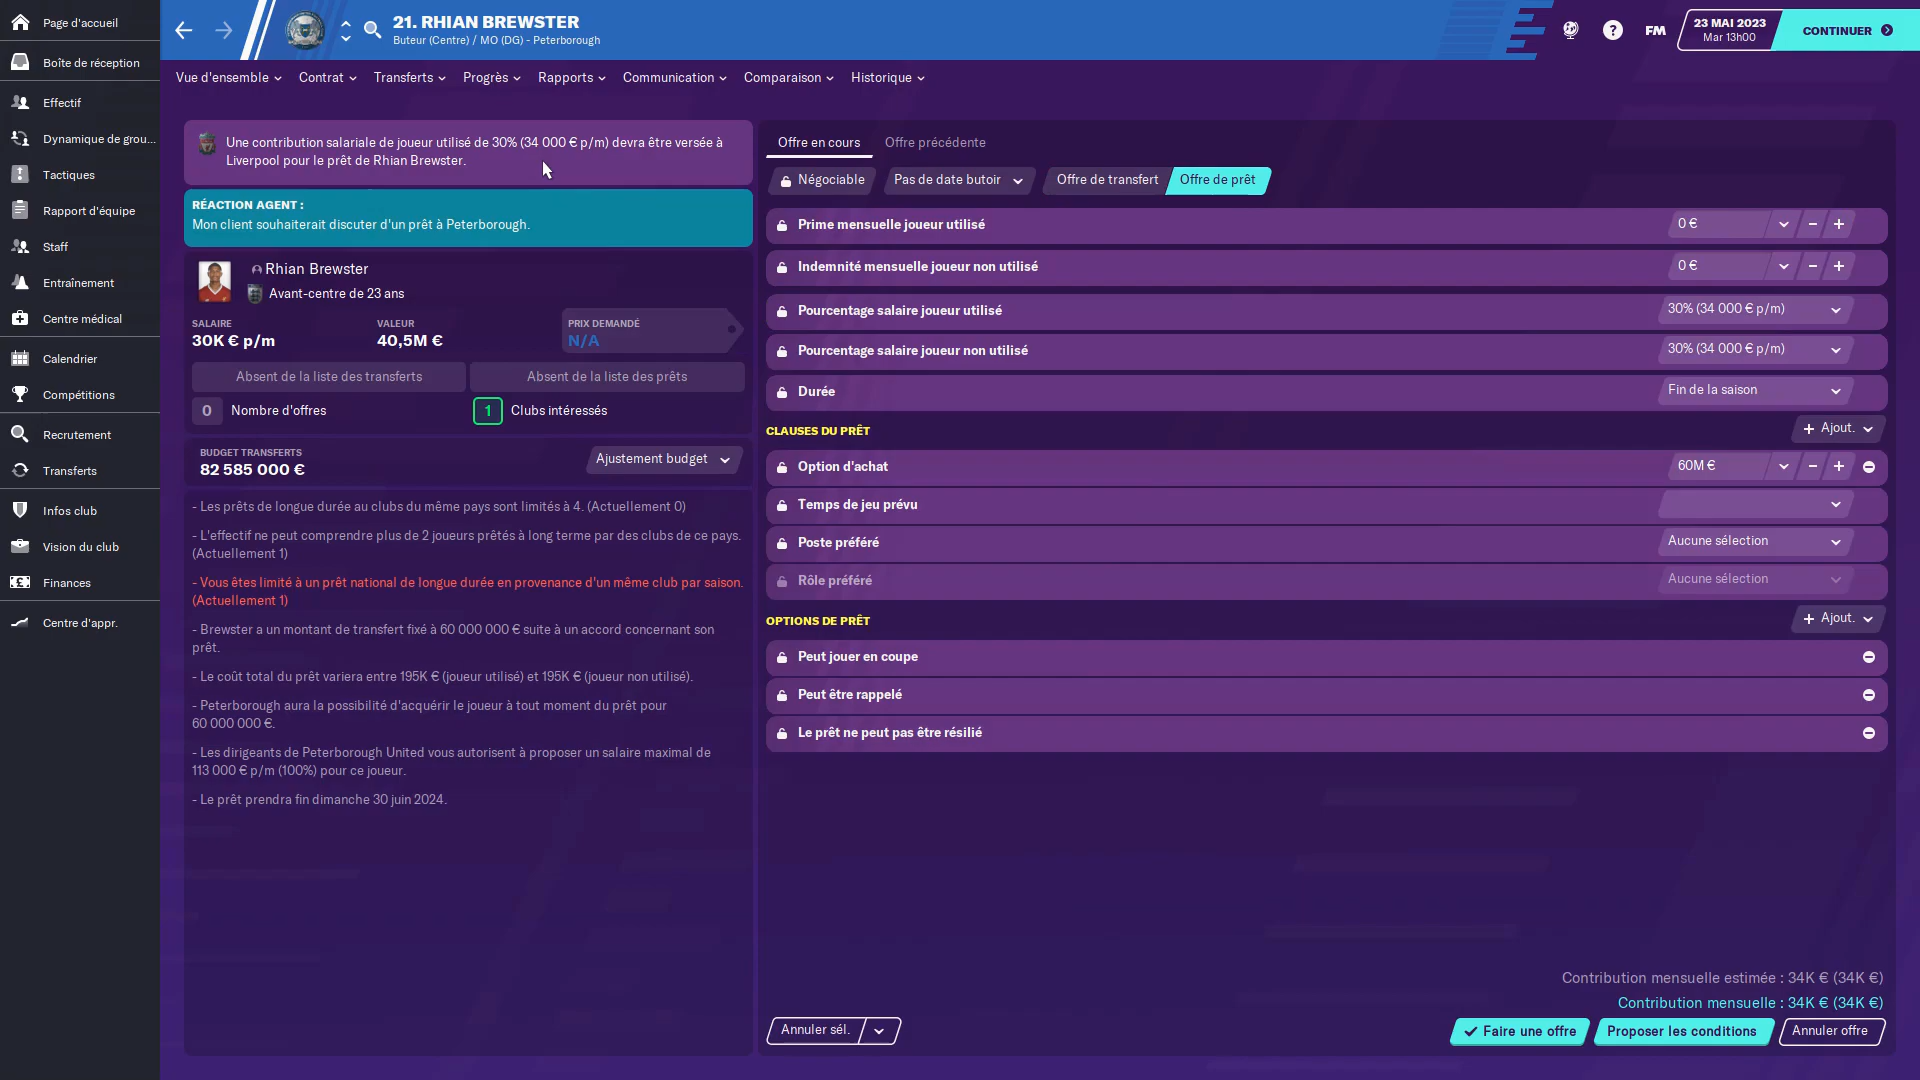 Page d'accueil
Boîte de réception
Effectif
Dynamique de grou...
Tactiques
Rapport d'équipe
Staff
Entraînement
Centre médical
Calendrier
Compétitions
Recrutement
Transferts
Infos club
Vision du club
Finances
Centre d'appr.
21. RHIAN BREWSTER
Buteur (Centre) / MO (DG) - Peterborough
?
FM
23 MAI 2023
Mar 13h00
CONTINUER
Vue d'ensemble
Contrat
Transferts
Progrès
Rapports
Communication
Comparaison
Historique
Une contribution salariale de joueur utilisé de 30% (34 000 € p/m) devra être versée à
Liverpool pour le prêt de Rhian Brewster.
RÉACTION AGENT :
Mon client souhaiterait discuter d'un prêt à Peterborough.
Rhian Brewster
Avant-centre de 23 ans
SALAIRE
30K € p/m
VALEUR
40,5M €
PRIX DEMANDÉ
N/A
Absent de la liste des transferts
Absent de la liste des prêts
0 Nombre d'offres
1 Clubs intéressés
BUDGET TRANSFERTS
82 585 000 €
Ajustement budget
- Les prêts de longue durée au clubs du même pays sont limités à 4. (Actuellement 0)
- L'effectif ne peut comprendre plus de 2 joueurs prêtés à long terme par des clubs de ce pays.
(Actuellement 1)
- Vous êtes limité à un prêt national de longue durée en provenance d'un même club par saison.
(Actuellement 1)
- Brewster a un montant de transfert fixé à 60 000 000 € suite à un accord concernant son
prêt.
- Le coût total du prêt variera entre 195K € (joueur utilisé) et 195K € (joueur non utilisé).
- Peterborough aura la possibilité d'acquérir le joueur à tout moment du prêt pour
60 000 000 €.
- Les dirigeants de Peterborough United vous autorisent à proposer un salaire maximal de
113 000 € p/m (100%) pour ce joueur.
- Le prêt prendra fin dimanche 30 juin 2024.
Offre en cours
Offre précédente
Négociable
Pas de date butoir
Offre de transfert
Offre de prêt
Prime mensuelle joueur utilisé
0 €
Indemnité mensuelle joueur non utilisé
0 €
Pourcentage salaire joueur utilisé
30% (34 000 € p/m)
Pourcentage salaire joueur non utilisé
30% (34 000 € p/m)
Durée
Fin de la saison
CLAUSES DU PRÊT
+ Ajout.
Option d'achat
60M €
Temps de jeu prévu
Poste préféré
Aucune sélection
Rôle préféré
Aucune sélection
OPTIONS DE PRÊT
+ Ajout.
Peut jouer en coupe
Peut être rappelé
Le prêt ne peut pas être résilié
Contribution mensuelle estimée : 34K € (34K €)
Contribution mensuelle : 34K € (34K €)
Annuler sél.
Faire une offre
Proposer les conditions
Annuler offre